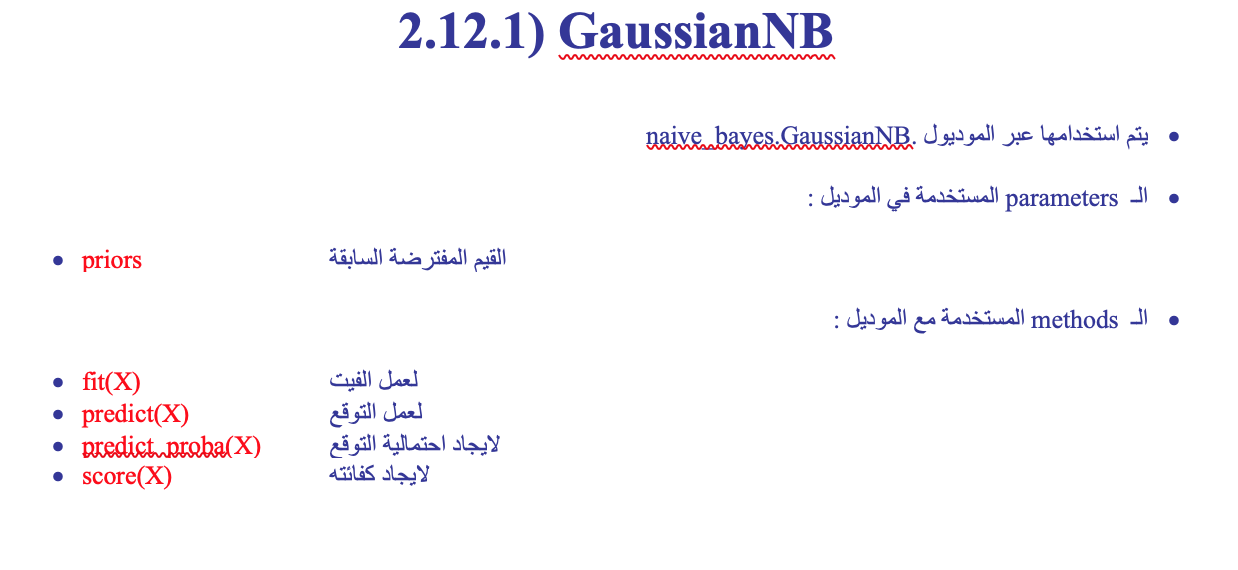 2.12.1) GaussianNB
يتم استخدامها عبر الموديول naive_bayes.GaussianNB.
الـ parameters المستخدمة في الموديل :
priors القيم المفترضة السابقة
الـ methods المستخدمة مع الموديل :
fit(X) لعمل الفيت
predict(X) لعمل التوقع
predict_proba(X) لايجاد احتمالية التوقع
score(X) لايجاد كفائته